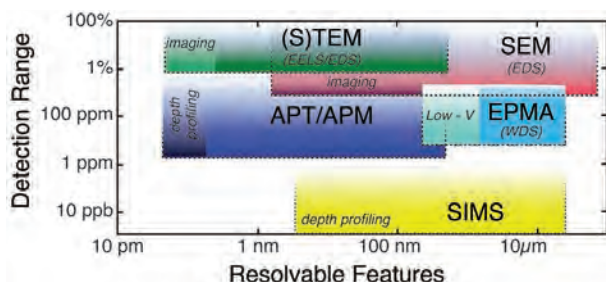 Detection Range
100%
1%
100 ppm
1 ppm
10 ppb
imaging
(S)TEM
(EELS/EDS)
SEM
(EDS)
imaging
depth
profiling
APT/APM
Low - V
EPMA
(WDS)
depth profiling
SIMS
10 pm
1 nm
100 nm
10µm
Resolvable Features